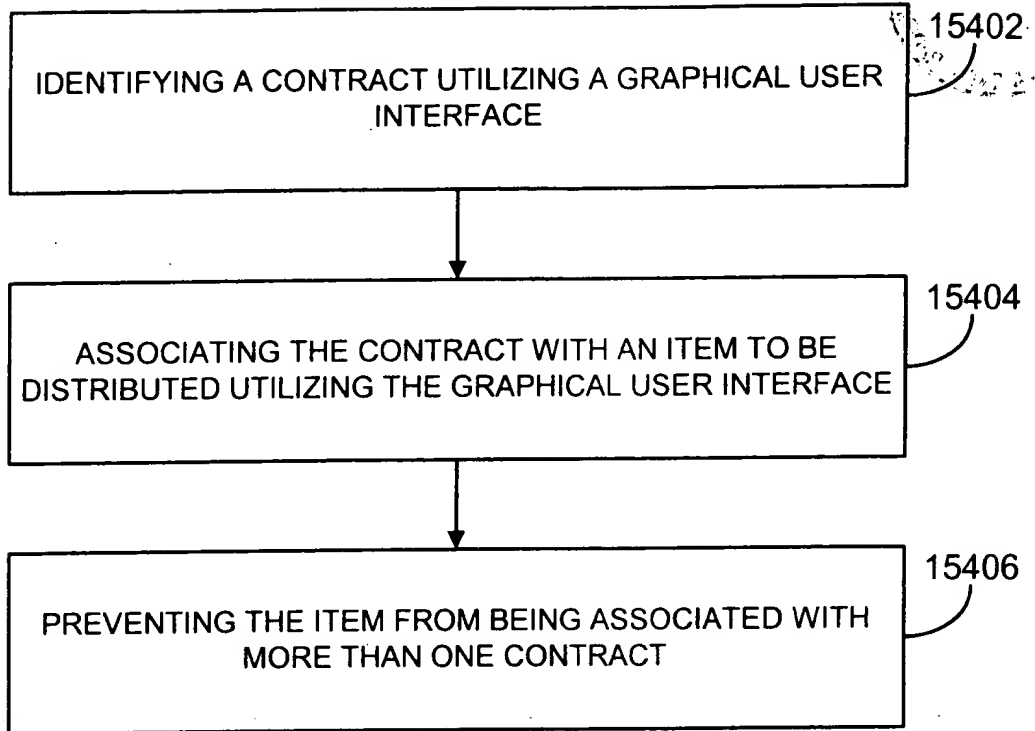 15402
IDENTIFYING A CONTRACT UTILIZING A GRAPHICAL USER
INTERFACE
15404
ASSOCIATING THE CONTRACT WITH AN ITEM TO BE
DISTRIBUTED UTILIZING THE GRAPHICAL USER INTERFACE
15406
PREVENTING THE ITEM FROM BEING ASSOCIATED WITH
MORE THAN ONE CONTRACT